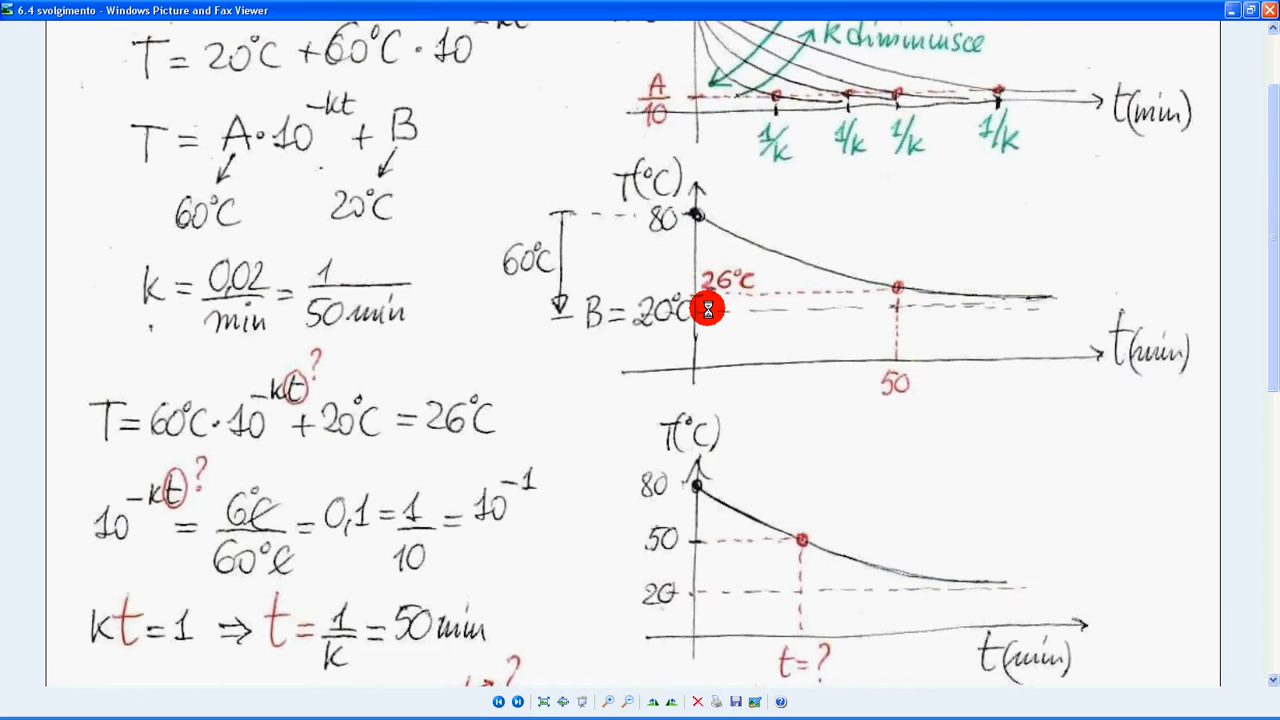 6.4 svolgimento - Windows Picture and Fax Viewer
T = 20°C + 60°C · 10^-kt
T = A · 10^-kt + B
60°C 20°C
k = 0,02/min = 1/50 min
T = 60°C · 10^-kt + 20°C = 26°C
?
10^-kt = 6°C/60°C = 0,1 = 1/10 = 10^-1
?
kt = 1 ⇒ t = 1/k = 50 min
?
k diminuisce
A/10
1/k 1/k 1/k 1/k
t(min)
T(°C)
80
60°C
26°C
B = 20°C
50
t(min)
T(°C)
80
50
20
t = ?
t(min)